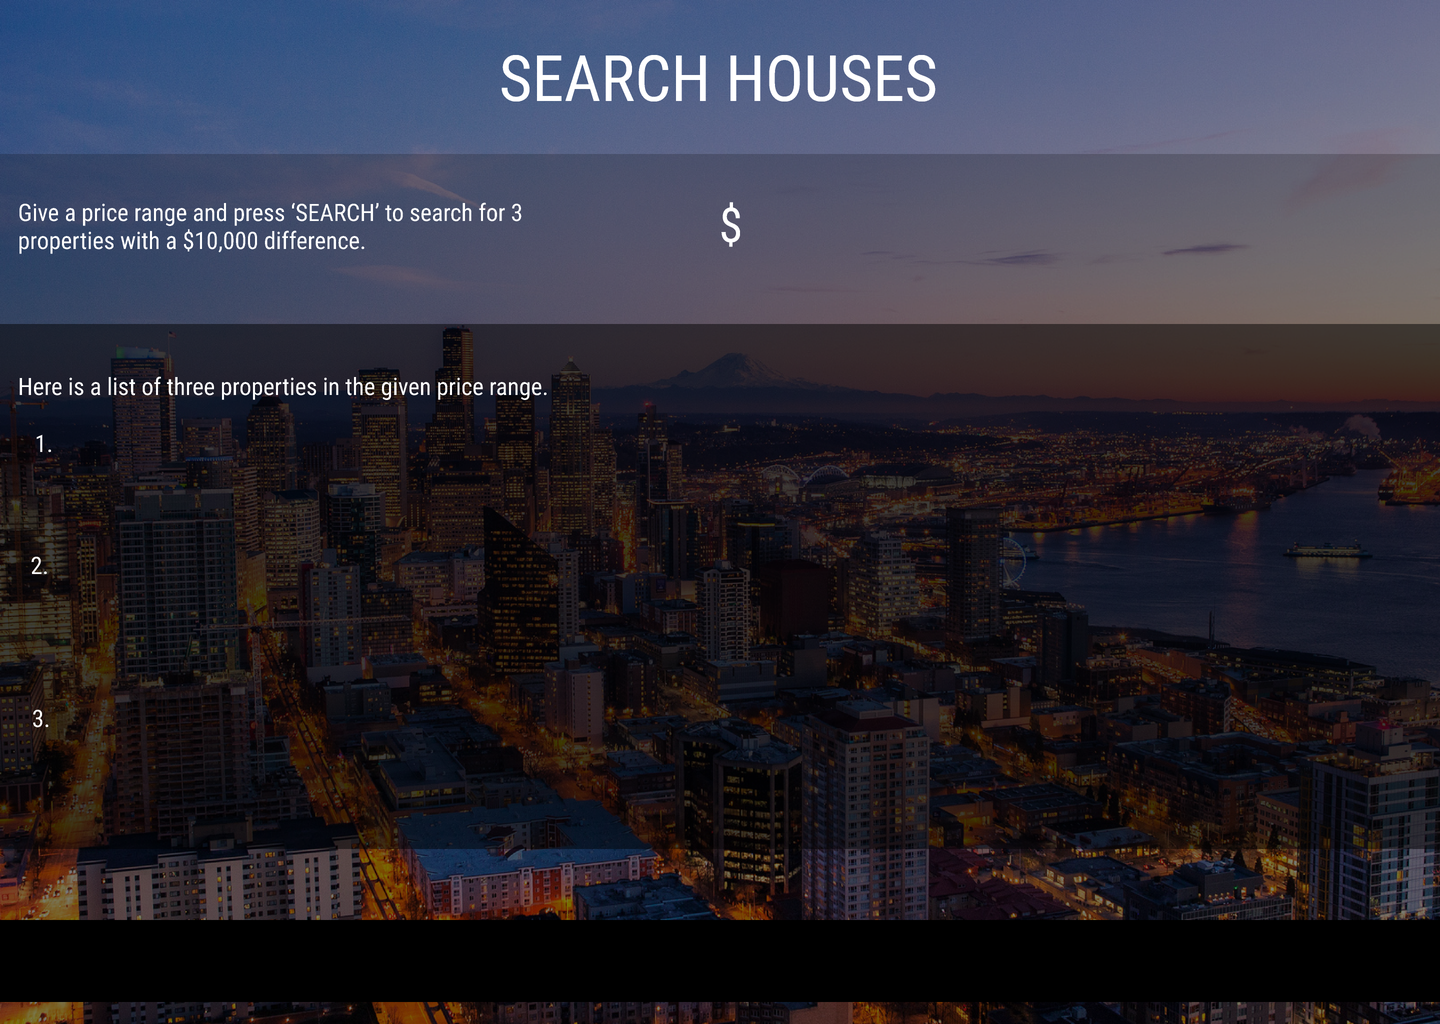 SEARCH HOUSES
Give a price range and press ‘SEARCH’ to search for 3
properties with a $10,000 difference.
$
Here is a list of three properties in the given price range.
1.
2.
3.